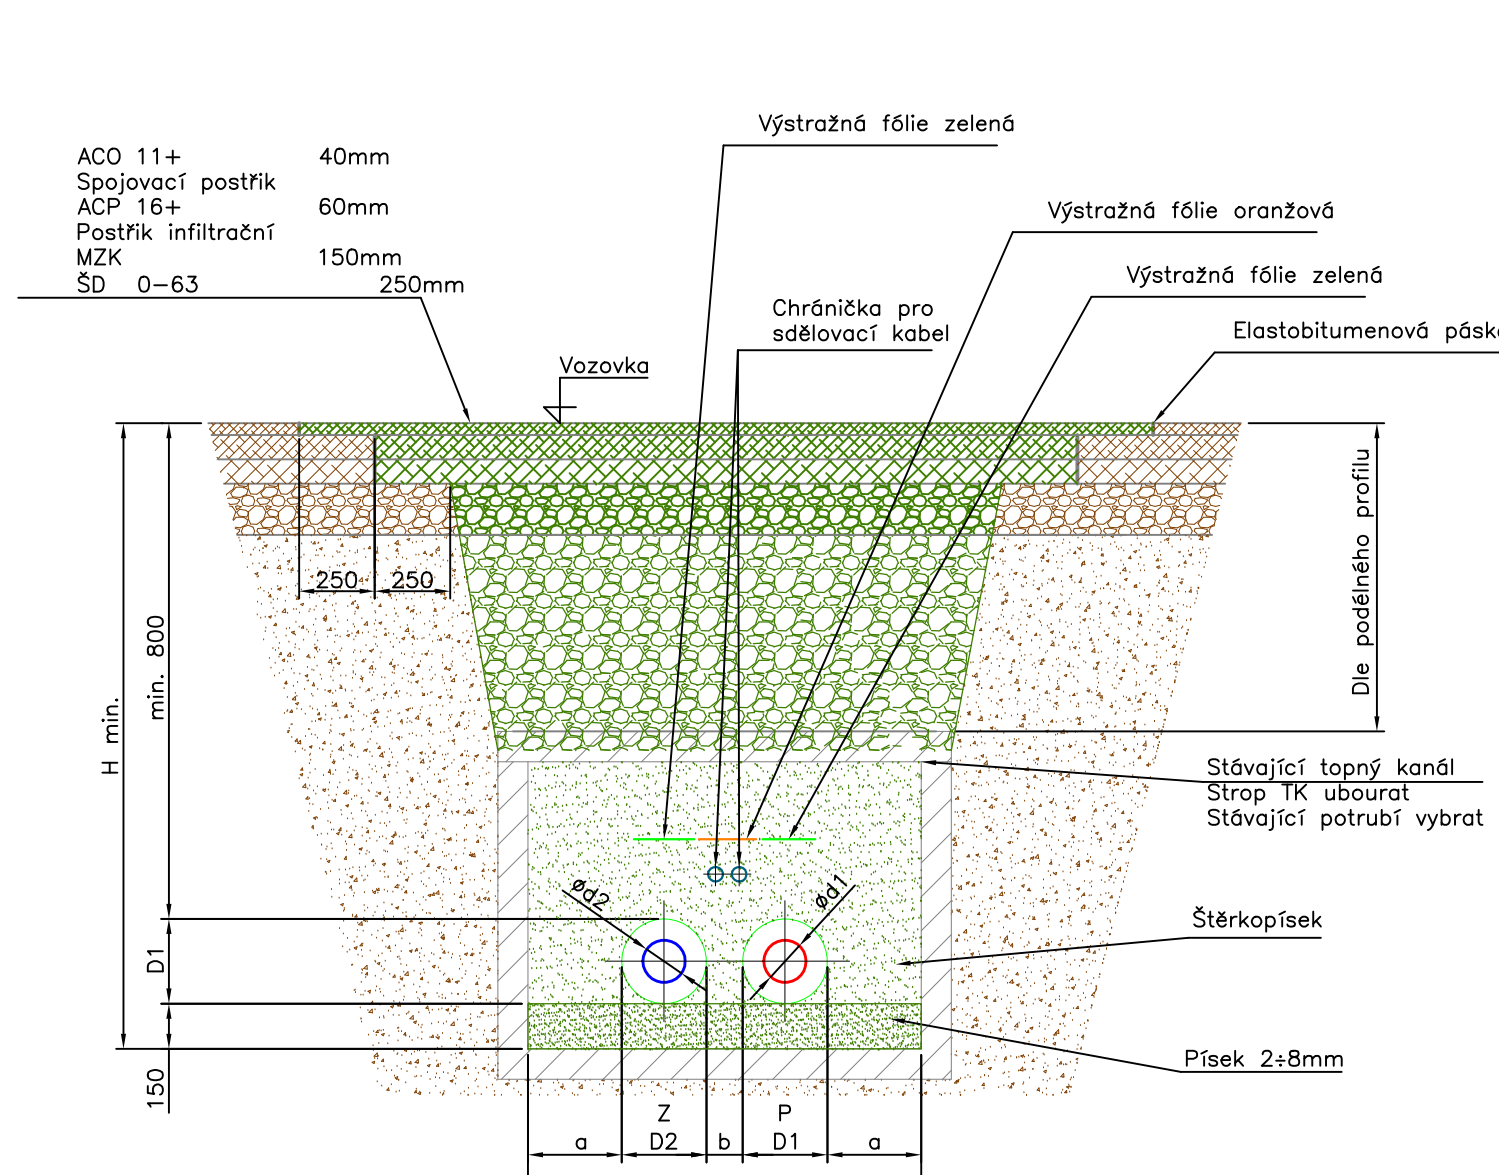 Výstražná fólie zelená
ACO 11+ 40mm
Spojovací postřik
ACP 16+ 60mm
Postřik infiltrační
MZK 150mm
ŠD 0-63 250mm
Výstražná fólie oranžová
Výstražná fólie zelená
Chránička pro
sdělovací kabel
Elastobitumenová pásk
Vozovka
250
250
min. 800
H min.
Dle podélného profilu
Stávající topný kanál
Strop TK ubourat
Stávající potrubí vybrat
ød2
ød1
Štěrkopísek
D1
Písek 2÷8mm
150
Z
P
a
D2
b
D1
a